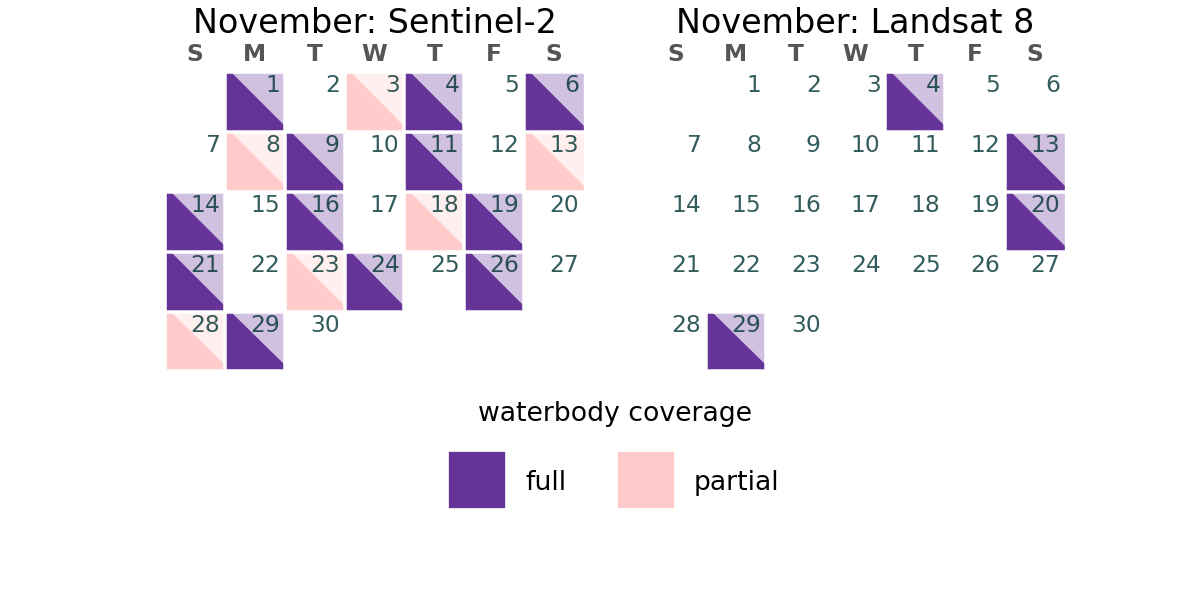 November: Sentinel-2
S M T W T F S
1 2 3 4 5 6
7 8 9 10 11 12 13
14 15 16 17 18 19 20
21 22 23 24 25 26 27
28 29 30
November: Landsat 8
S M T W T F S
1 2 3 4 5 6
7 8 9 10 11 12 13
14 15 16 17 18 19 20
21 22 23 24 25 26 27
28 29 30
waterbody coverage
full
partial